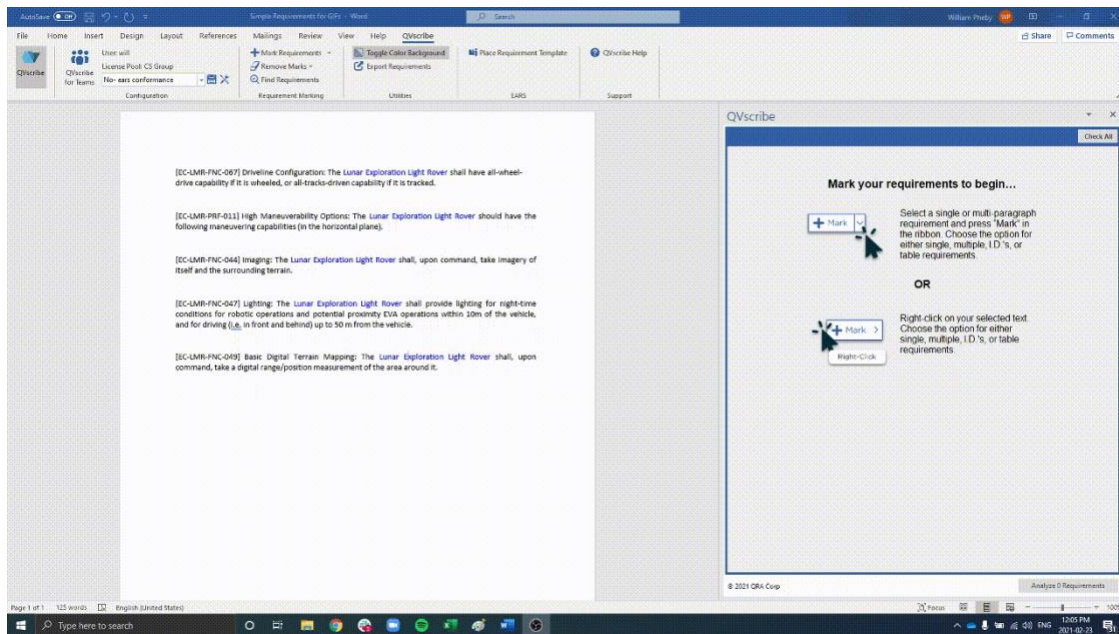 AutoSave On Simple Requirements for GIFs - Word Search William Pheby WP
File Home Insert Design Layout References Mailings Review View Help QVscribe Share Comments
QVscribe
QVscribe for Teams
User: will
License Pool: CS Group
No- ears conformance
Configuration
Mark Requirements
Remove Marks
Find Requirements
Requirement Marking
Toggle Color Background
Export Requirements
Utilities
Place Requirement Template
EARS
QVscribe Help
Support
[EC-LMR-FNC-067] Driveline Configuration: The Lunar Exploration Light Rover shall have all-wheel-
drive capability if it is wheeled, or all-tracks-driven capability if it is tracked.
[EC-LMR-PRF-011] High Maneuverability Options: The Lunar Exploration Light Rover should have the
following maneuvering capabilities (in the horizontal plane).
[EC-LMR-FNC-044] Imaging: The Lunar Exploration Light Rover shall, upon command, take imagery of
itself and the surrounding terrain.
[EC-LMR-FNC-047] Lighting: The Lunar Exploration Light Rover shall provide lighting for night-time
conditions for robotic operations and potential proximity EVA operations within 10m of the vehicle,
and for driving (i.e. in front and behind) up to 50 m from the vehicle.
[EC-LMR-FNC-049] Basic Digital Terrain Mapping: The Lunar Exploration Light Rover shall, upon
command, take a digital range/position measurement of the area around it.
QVscribe
Check All
Mark your requirements to begin...
+ Mark
Select a single or multi-paragraph
requirement and press "Mark" in
the ribbon. Choose the option for
either single, multiple, I.D.'s, or
table requirements.
OR
+ Mark
Right-Click
Right-click on your selected text.
Choose the option for either
single, multiple, I.D.'s, or table
requirements.
© 2021 QRA Corp
Analyze 0 Requirements
Page 1 of 1 125 words English (United States) Focus
Type here to search
ENG
12:05 PM
2021-02-23